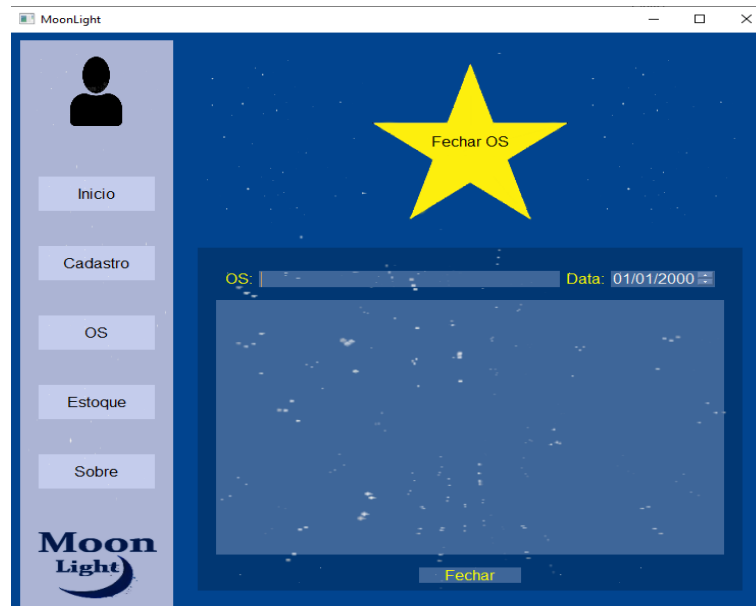 MoonLight
Fechar OS
Inicio
Cadastro
OS
Estoque
Sobre
Moon
Light
OS:
Data: 01/01/2000
Fechar